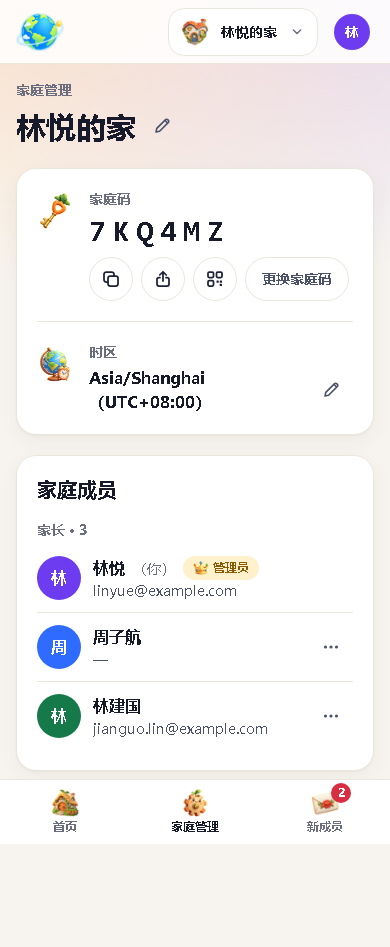 林悦的家
林
家庭管理
林悦的家
家庭码
7KQ4MZ
更换家庭码
时区
Asia/Shanghai
（UTC+08:00）
家庭成员
家长 • 3
林
林悦 （你） 管理员
linyue@example.com
周
周子航
—
林
林建国
jianguo.lin@example.com
2
首页
家庭管理
新成员